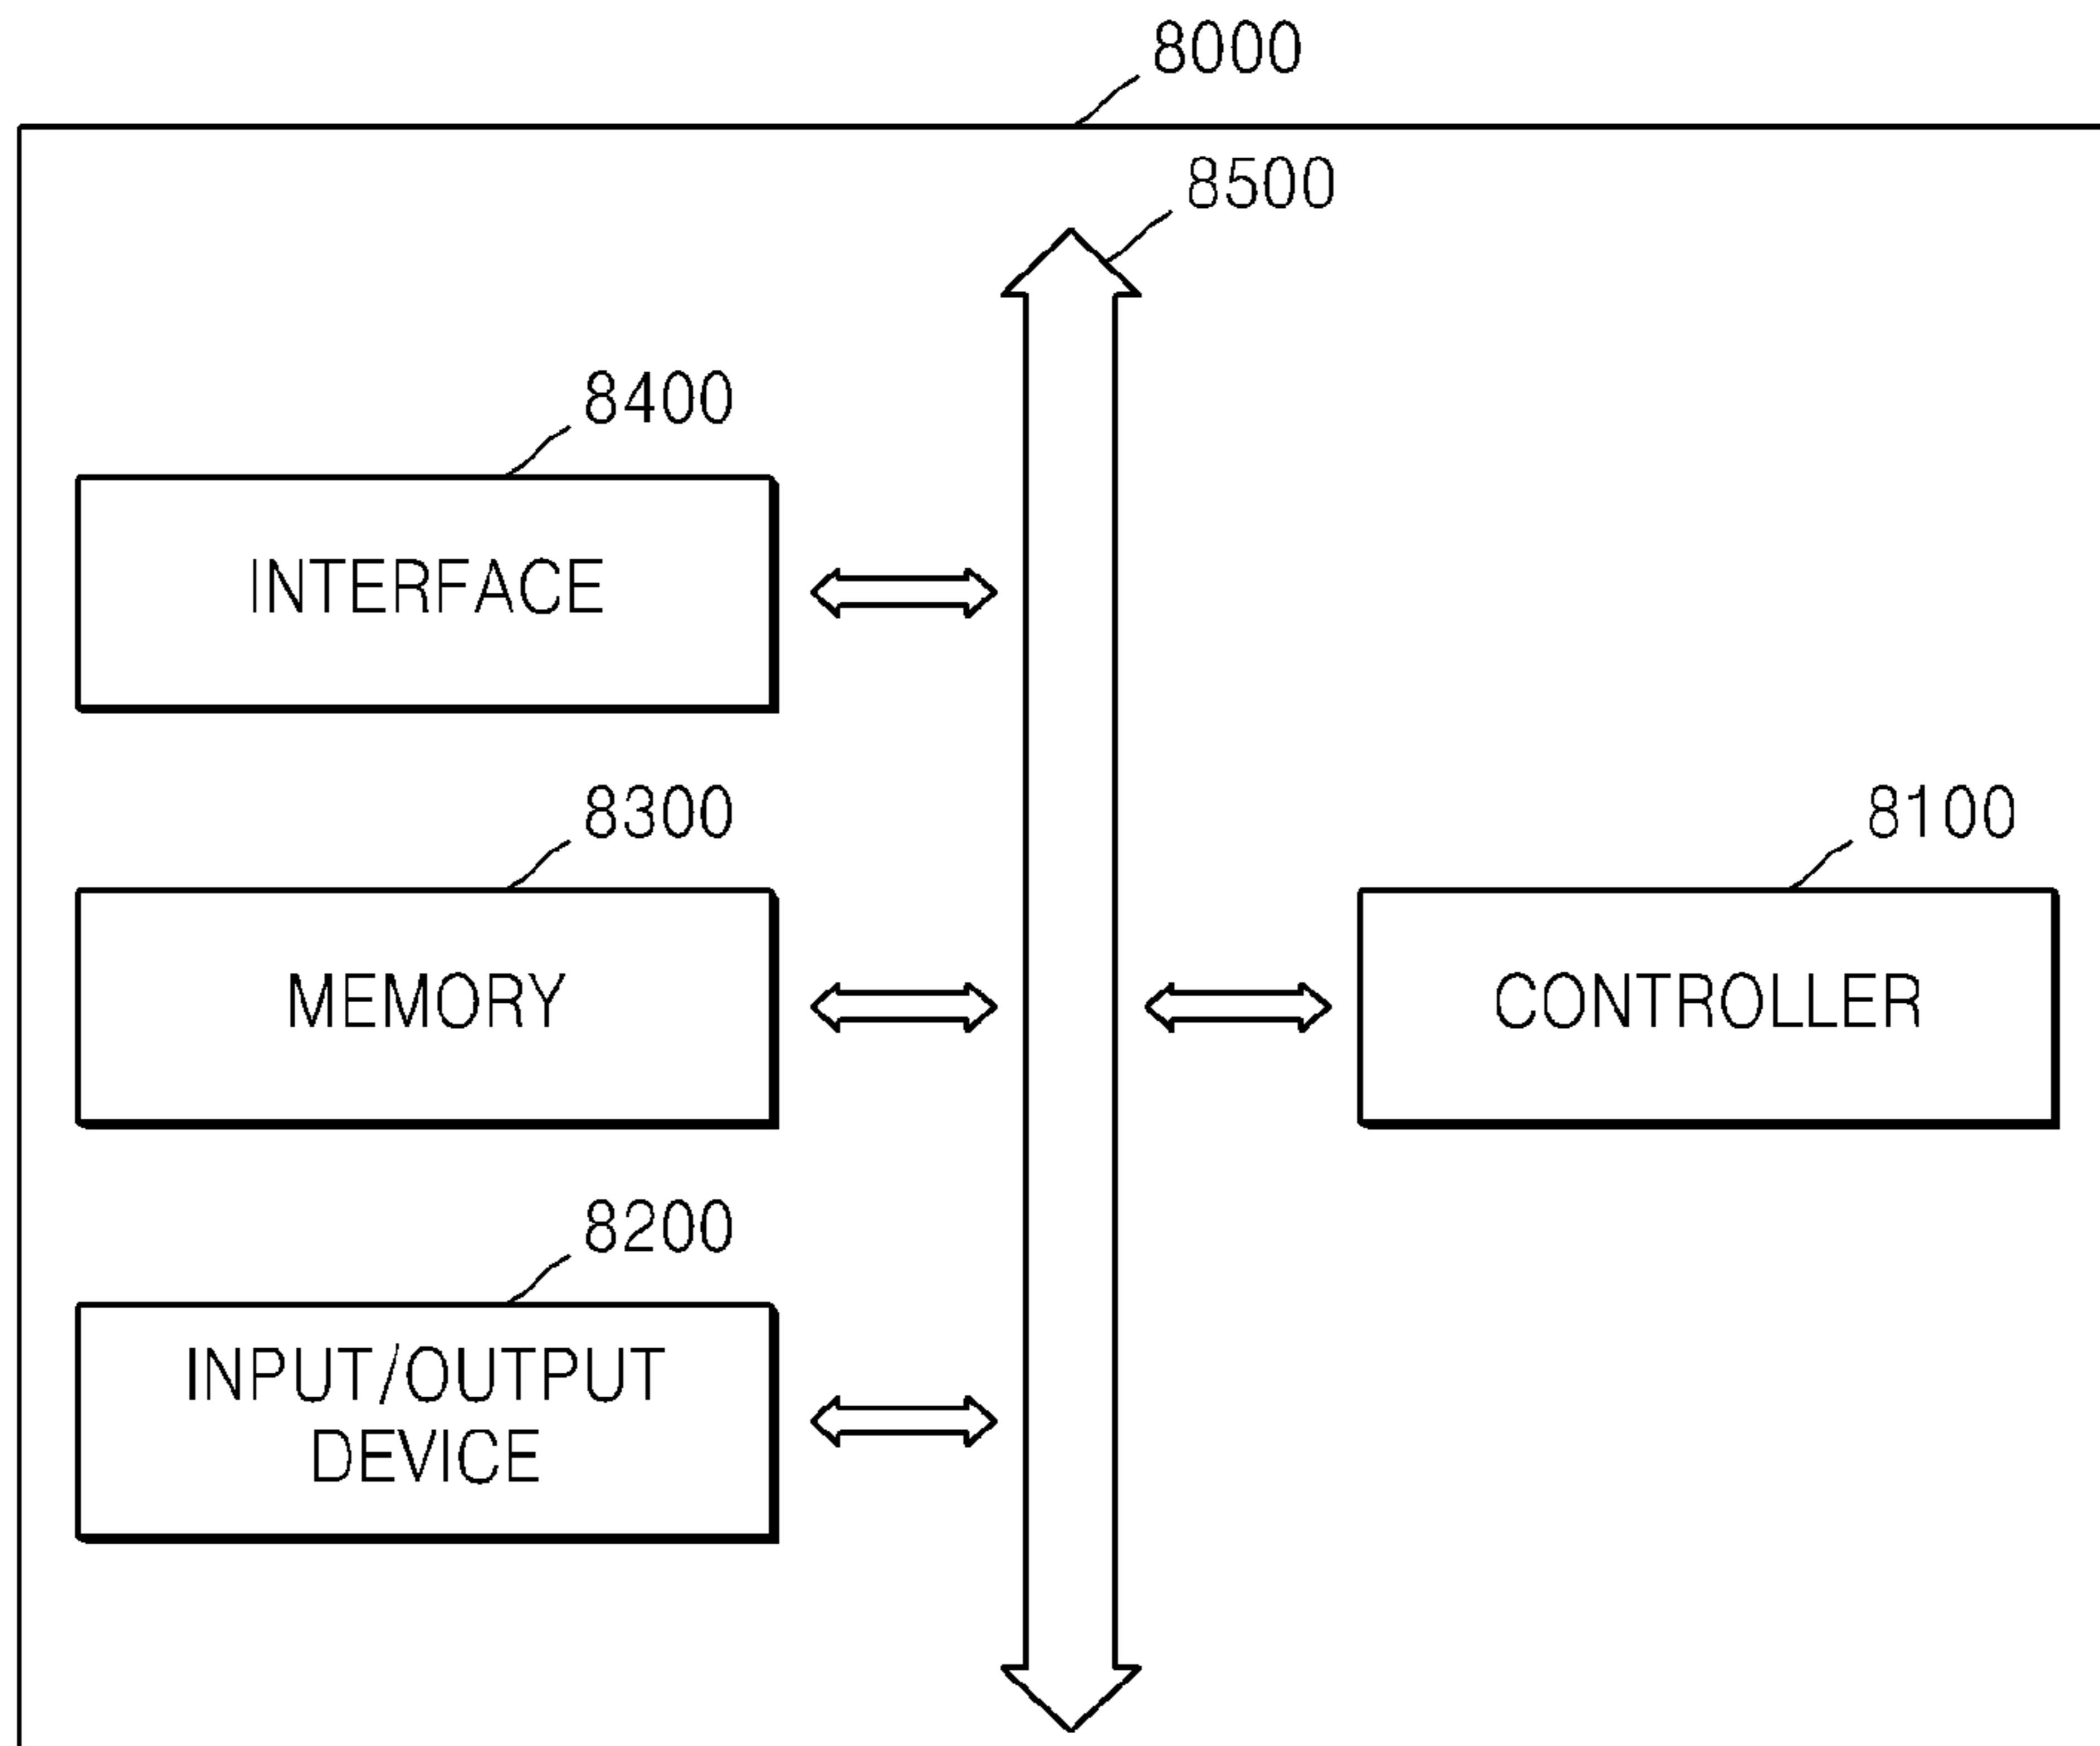 8000
8500
8400
INTERFACE
8300
MEMORY
8100
CONTROLLER
8200
INPUT/OUTPUT
DEVICE